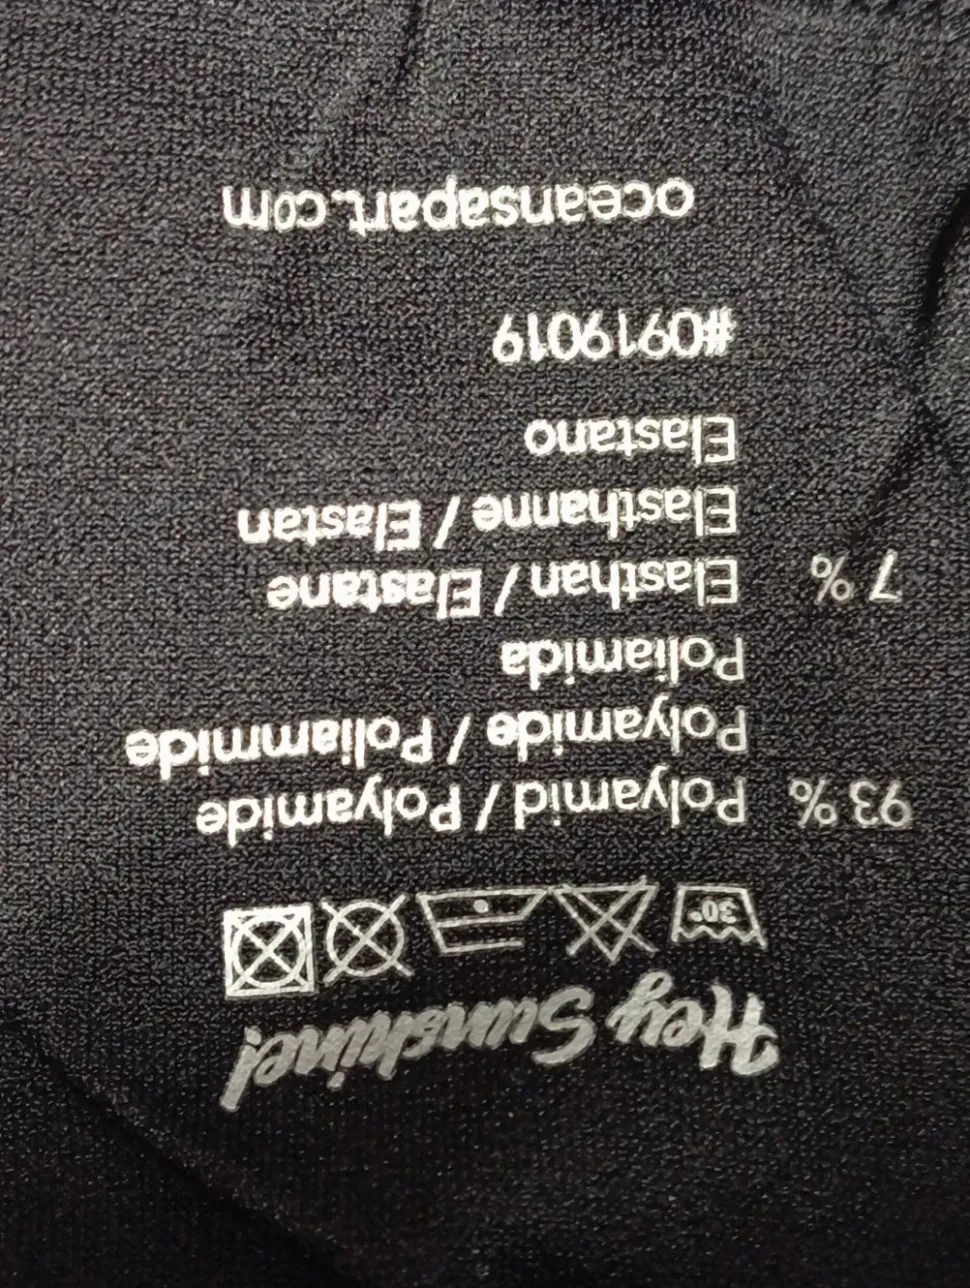 Hey Sunshine!
30°
93 % Polyamid / Polyamide
Polyamide / Poliammide
Poliamida
7 % Elasthan / Elastane
Elasthanne / Elastan
Elastano
#0919019
oceansapart.com